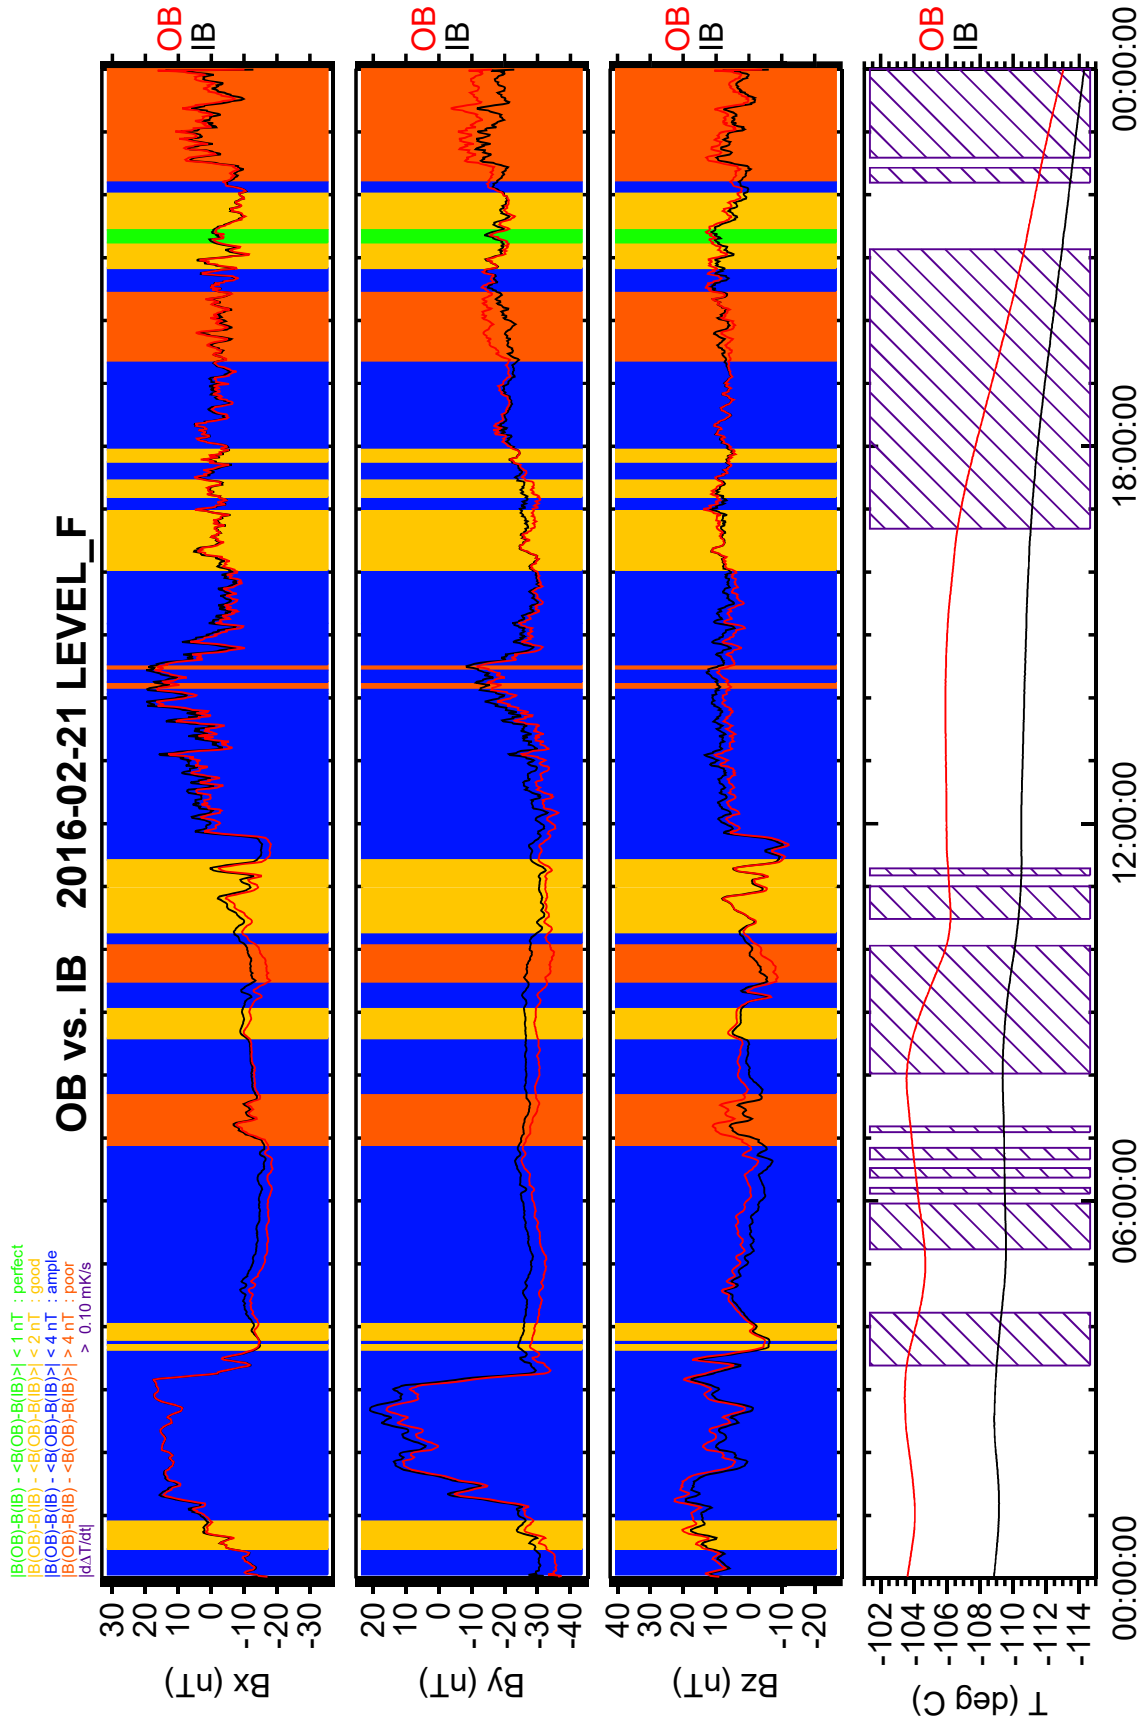 |B(OB)-B(IB) - <B(OB)-B(IB)>| < 1 nT : perfect
|B(OB)-B(IB) - <B(OB)-B(IB)>| < 2 nT : good
|B(OB)-B(IB) - <B(OB)-B(IB)>| < 4 nT : ample
|B(OB)-B(IB) - <B(OB)-B(IB)>| > 4 nT : poor
|dΔT/dt| > 0.10 mK/s
OB vs. IB 2016-02-21 LEVEL_F
Bx (nT)
30
20
10
0
-10
-20
-30
OB
IB
By (nT)
20
10
0
-10
-20
-30
-40
OB
IB
Bz (nT)
40
30
20
10
0
-10
-20
OB
IB
T (deg C)
-102
-104
-106
-108
-110
-112
-114
OB
IB
00:00:00
06:00:00
12:00:00
18:00:00
00:00:00